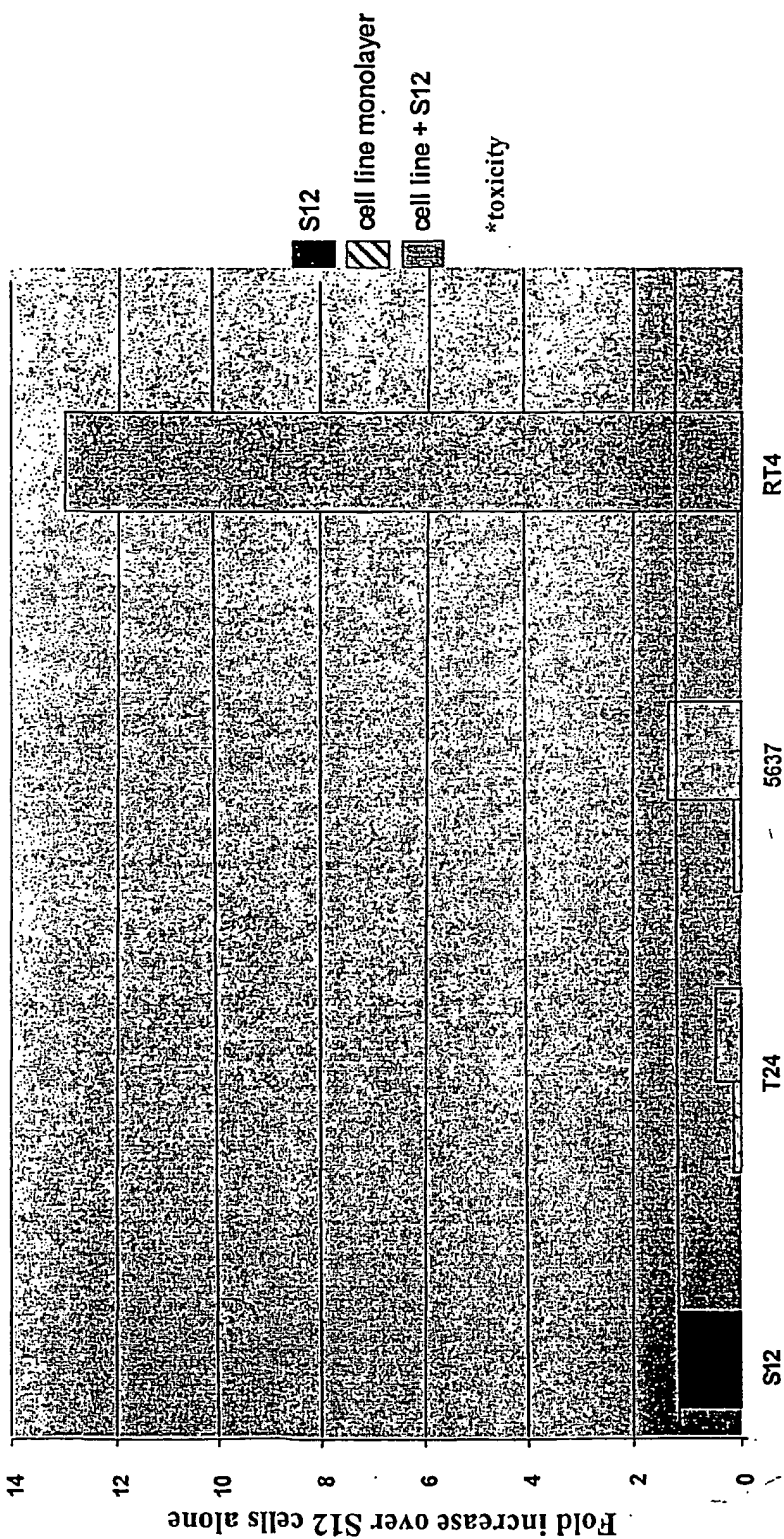 Fold increase over S12 cells alone
14
12
10
8
6
4
2
0
S12
T24
5637
RT4
S12
cell line monolayer
cell line + S12
*toxicity